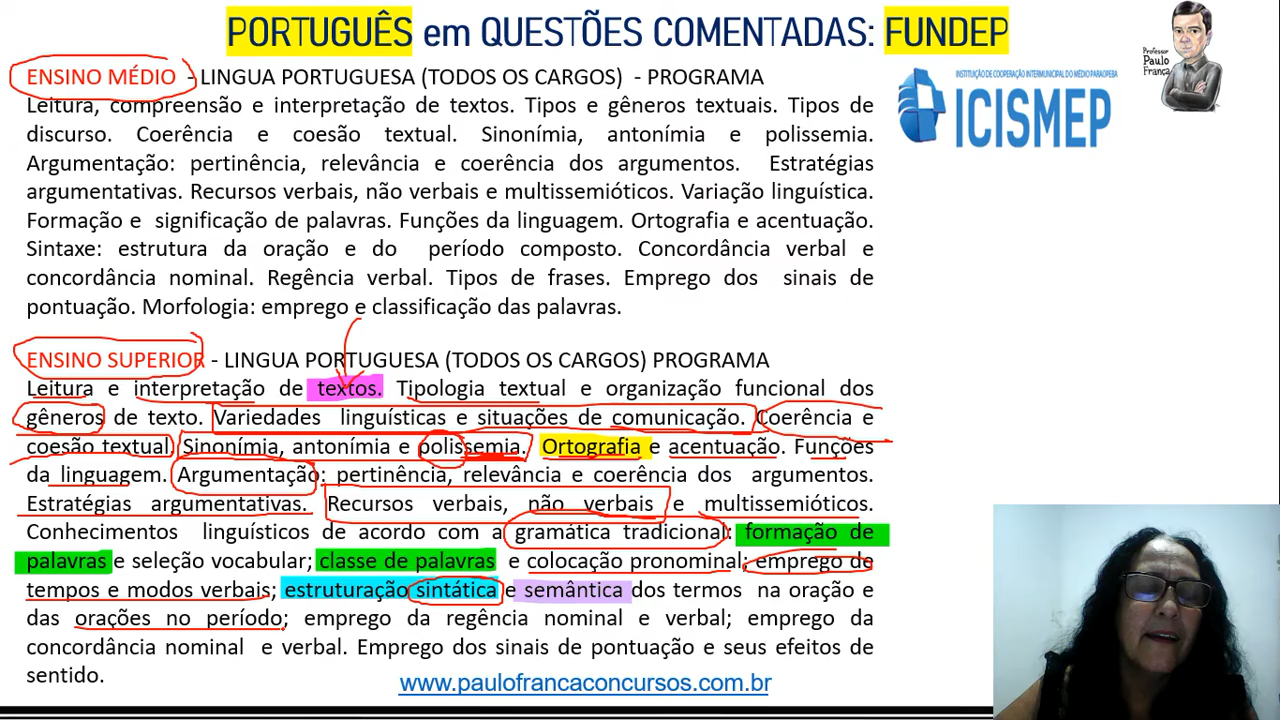 PORTUGUÊS em QUESTÕES COMENTADAS: FUNDEP
Professor
Paulo
França
ENSINO MÉDIO - LINGUA PORTUGUESA (TODOS OS CARGOS) - PROGRAMA
INSTITUIÇÃO DE COOPERAÇÃO INTERMUNICIPAL DO MÉDIO PARAOPEBA
ICISMEP
Leitura, compreensão e interpretação de textos. Tipos e gêneros textuais. Tipos de
discurso. Coerência e coesão textual. Sinonímia, antonímia e polissemia.
Argumentação: pertinência, relevância e coerência dos argumentos. Estratégias
argumentativas. Recursos verbais, não verbais e multissemióticos. Variação linguística.
Formação e significação de palavras. Funções da linguagem. Ortografia e acentuação.
Sintaxe: estrutura da oração e do período composto. Concordância verbal e
concordância nominal. Regência verbal. Tipos de frases. Emprego dos sinais de
pontuação. Morfologia: emprego e classificação das palavras.
ENSINO SUPERIOR - LINGUA PORTUGUESA (TODOS OS CARGOS) PROGRAMA
Leitura e interpretação de textos. Tipologia textual e organização funcional dos
gêneros de texto. Variedades linguísticas e situações de comunicação. Coerência e
coesão textual. Sinonímia, antonímia e polissemia. Ortografia e acentuação. Funções
da linguagem. Argumentação: pertinência, relevância e coerência dos argumentos.
Estratégias argumentativas. Recursos verbais, não verbais e multissemióticos.
Conhecimentos linguísticos de acordo com a gramática tradicional: formação de
palavras e seleção vocabular; classe de palavras e colocação pronominal; emprego de
tempos e modos verbais; estruturação sintática e semântica dos termos na oração e
das orações no período; emprego da regência nominal e verbal; emprego da
concordância nominal e verbal. Emprego dos sinais de pontuação e seus efeitos de
sentido.
www.paulofrancaconcursos.com.br